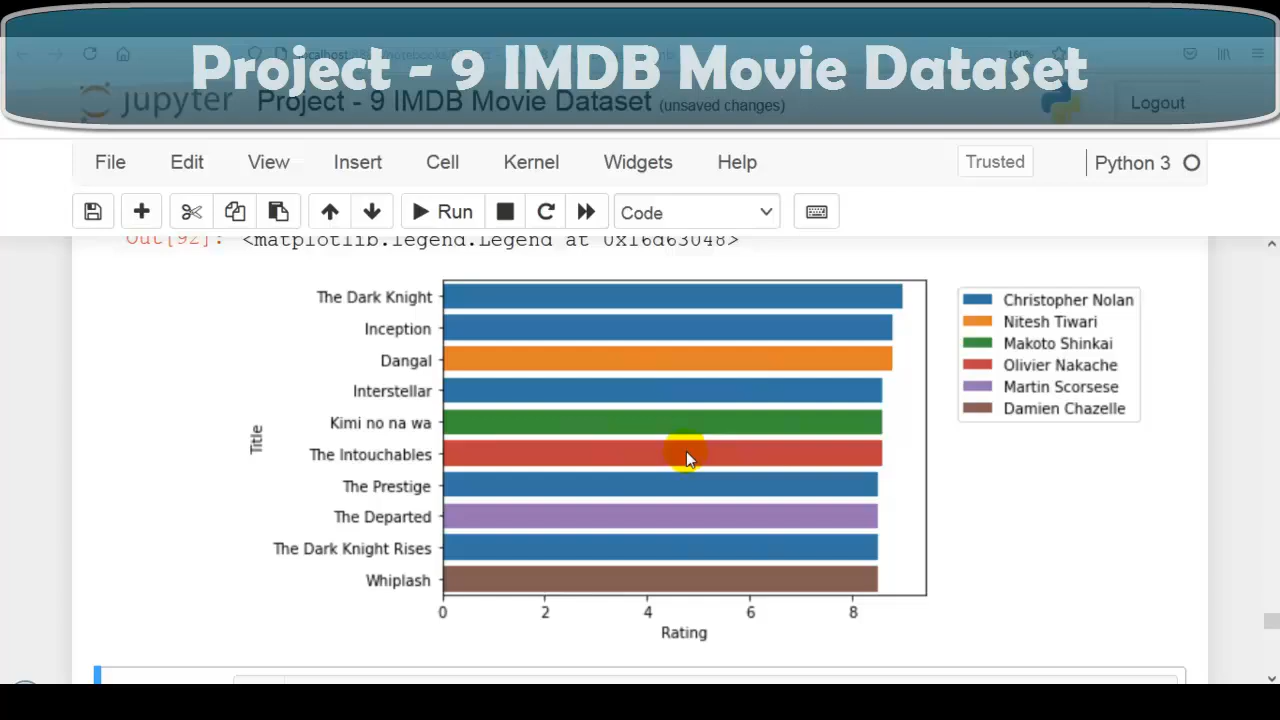 Project - 9 IMDB Movie Dataset
jupyter Project - 9 IMDB Movie Dataset (unsaved changes) Logout
File Edit View Insert Cell Kernel Widgets Help Trusted Python 3
Run Code
Out[92]: <matplotlib.legend.Legend at 0x16d63048>
The Dark Knight
Inception
Dangal
Interstellar
Kimi no na wa
The Intouchables
The Prestige
The Departed
The Dark Knight Rises
Whiplash
Title
0 2 4 6 8
Rating
Christopher Nolan
Nitesh Tiwari
Makoto Shinkai
Olivier Nakache
Martin Scorsese
Damien Chazelle